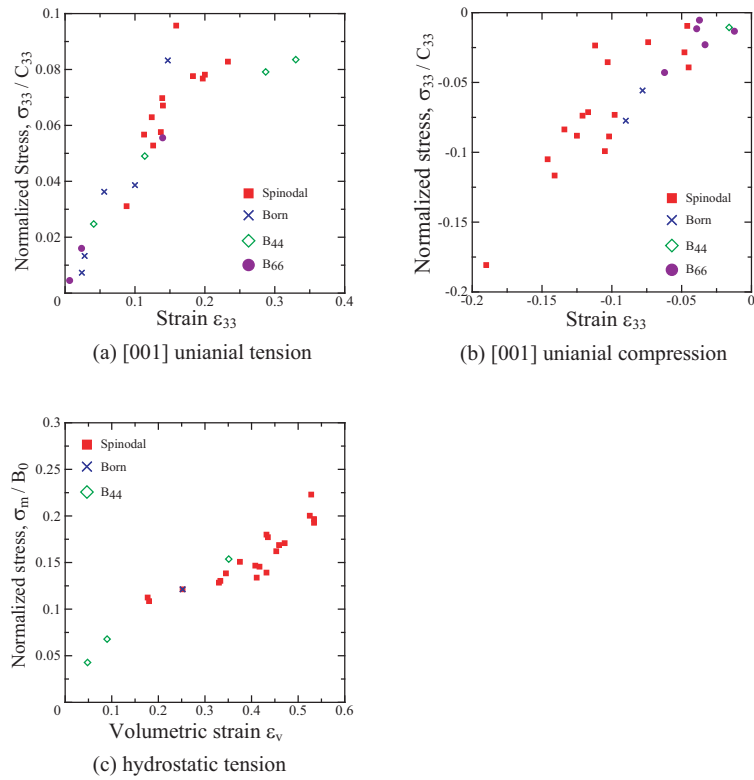 Normalized Stress, σ33 / C33
0.1
0.08
0.06
0.04
0.02
0
0.1
0.2
0.3
0.4
Spinodal
Born
B44
B66
Strain ε33
(a) [001] unianial tension
Normalized stress, σ33 / C33
0
-0.05
-0.1
-0.15
-0.2
-0.2
-0.15
-0.1
-0.05
0
Spinodal
Born
B44
B66
Strain ε33
(b) [001] unianial compression
Normalized stress, σm / B0
0.3
0.25
0.2
0.15
0.1
0.05
0
0.1
0.2
0.3
0.4
0.5
0.6
Spinodal
Born
B44
Volumetric strain εv
(c) hydrostatic tension